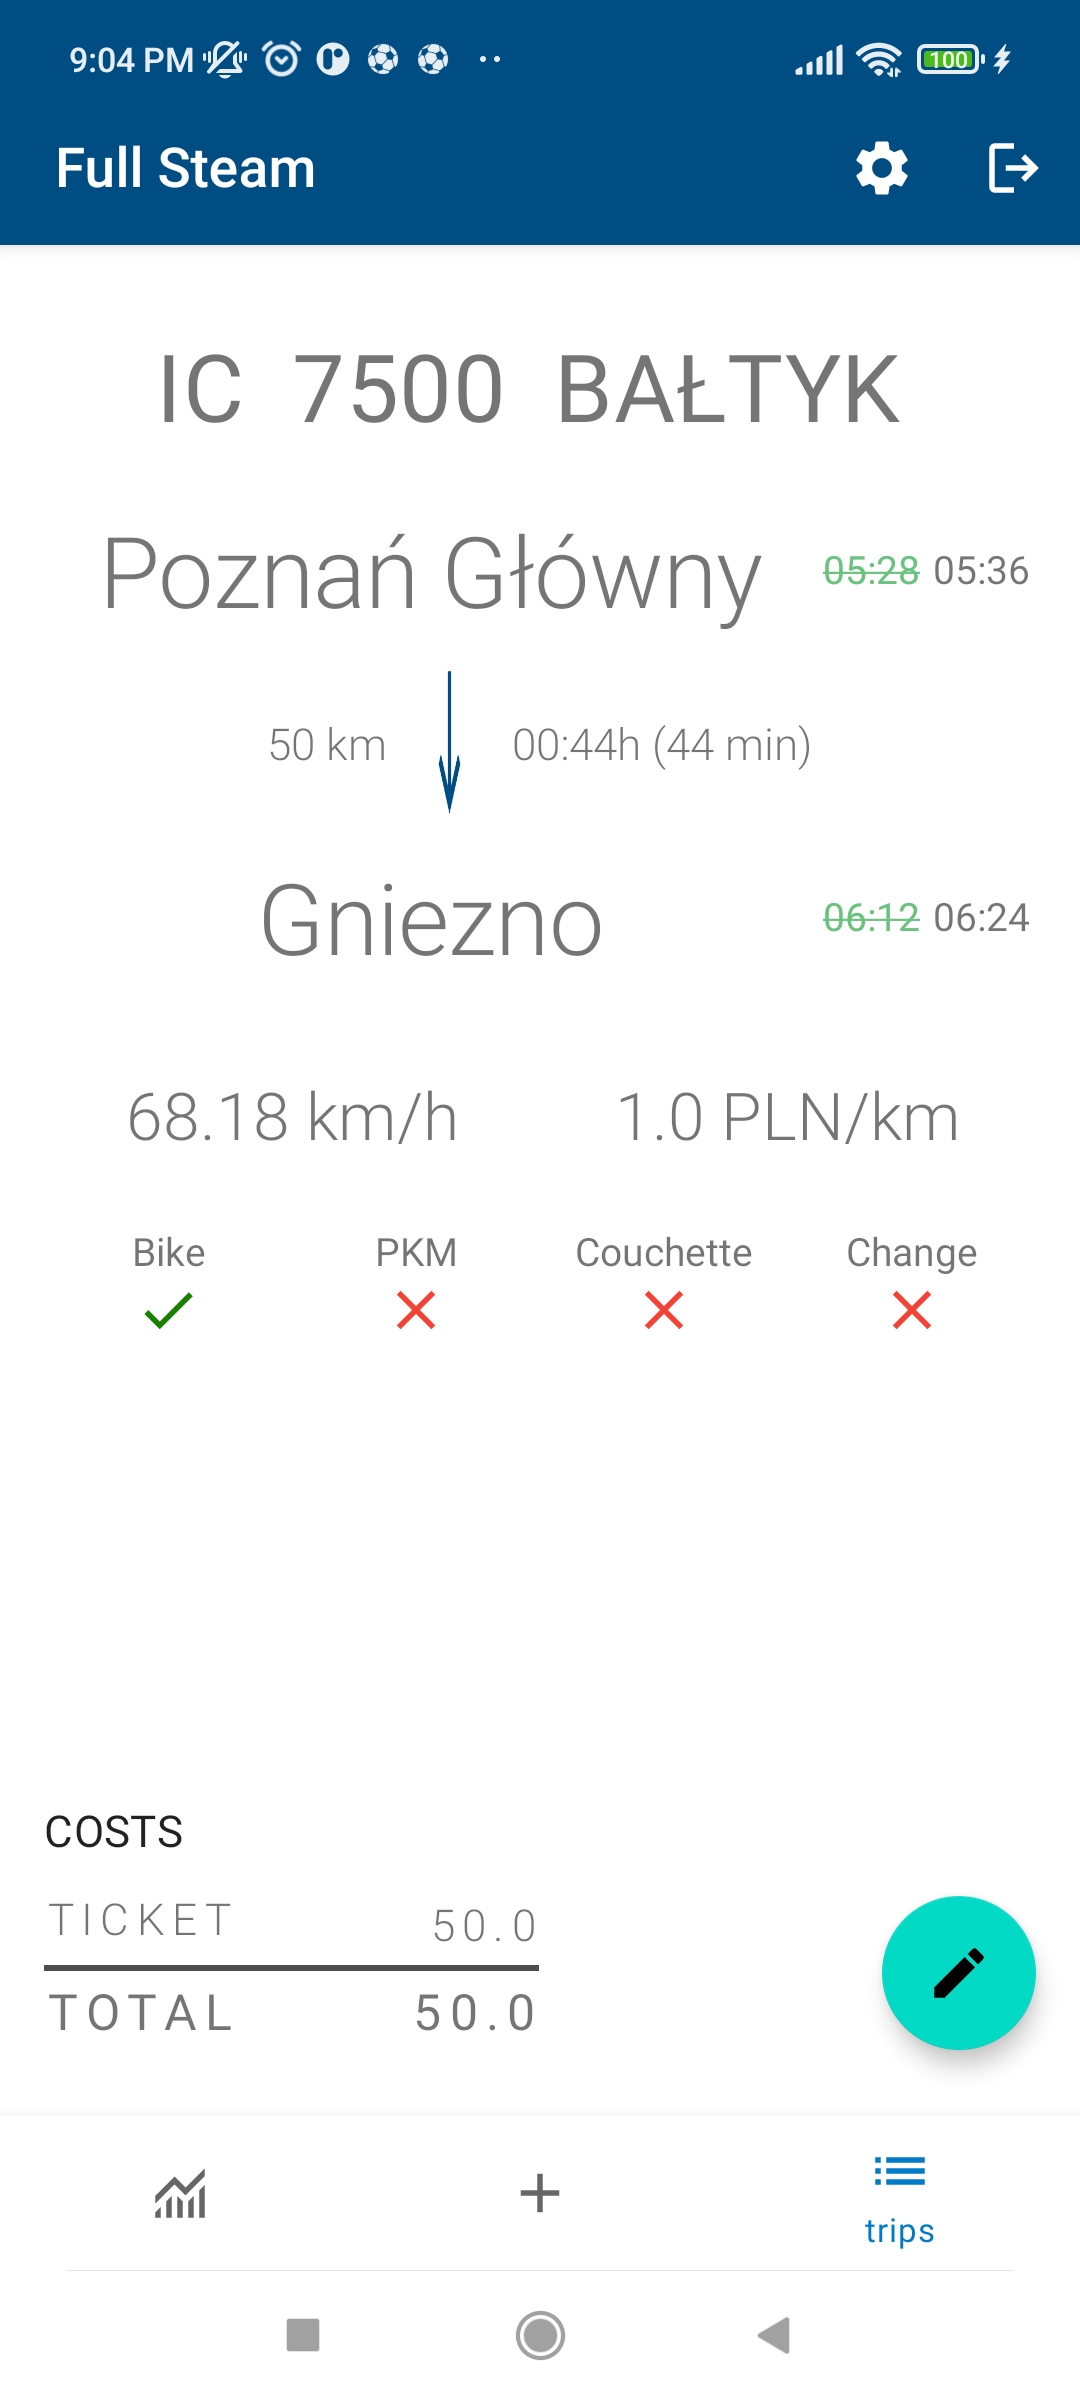 9:04 PM
100
Full Steam
IC 7500 BAŁTYK
Poznań Główny 05:28 05:36
50 km 00:44h (44 min)
Gniezno 06:12 06:24
68.18 km/h 1.0 PLN/km
Bike PKM Couchette Change
COSTS
TICKET 50.0
TOTAL 50.0
trips